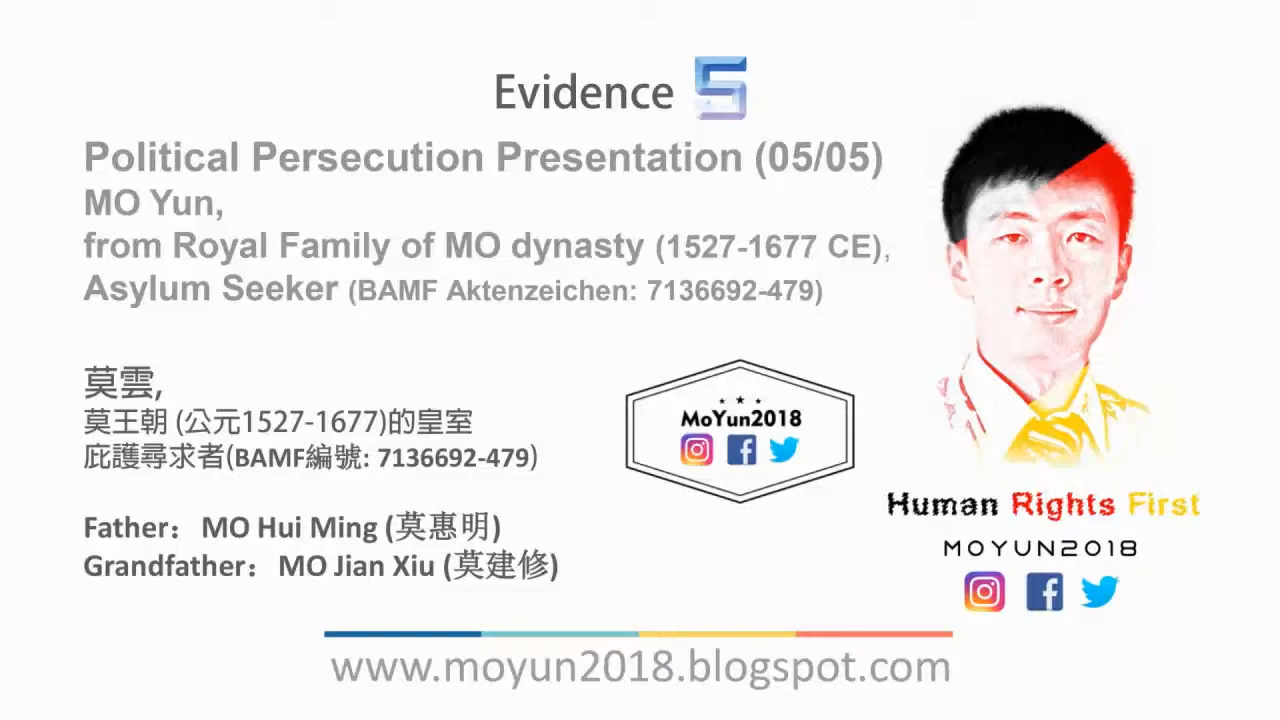 Evidence 5
Political Persecution Presentation (05/05)
MO Yun,
from Royal Family of MO dynasty (1527-1677 CE),
Asylum Seeker (BAMF Aktenzeichen: 7136692-479)
莫雲,
莫王朝 (公元1527-1677)的皇室
庇護尋求者(BAMF編號: 7136692-479)
Father： MO Hui Ming (莫惠明)
Grandfather： MO Jian Xiu (莫建修)
MoYun2018
Human Rights First
MOYUN2018
www.moyun2018.blogspot.com